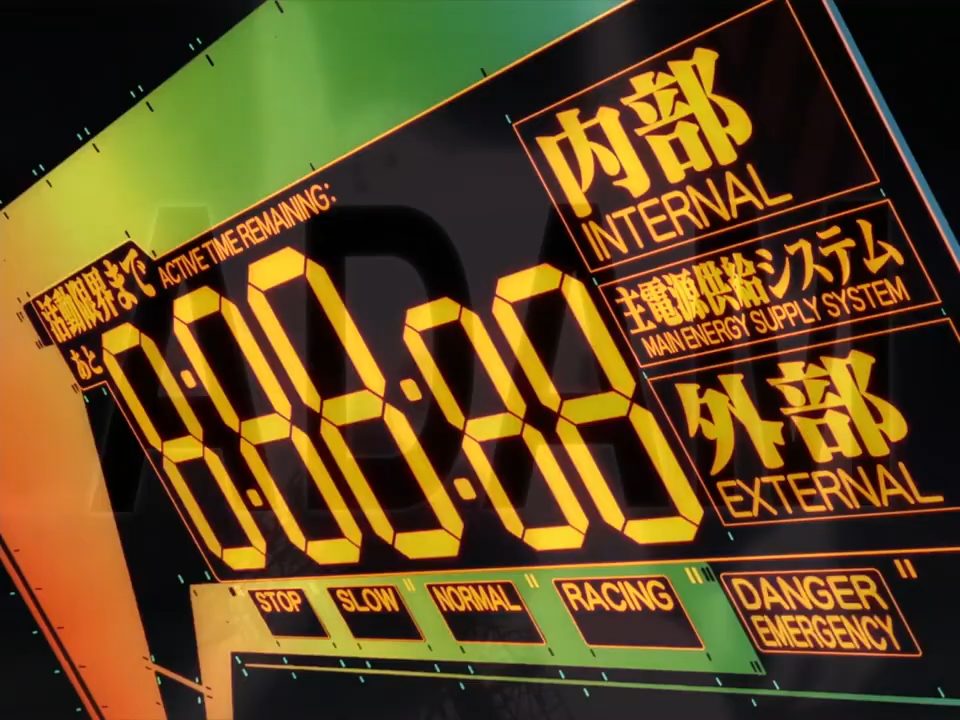 活動限界まで
ACTIVE TIME REMAINING:
あと
8:88:88
内部
INTERNAL
主電源供給システム
MAIN ENERGY SUPPLY SYSTEM
外部
EXTERNAL
STOP
SLOW
NORMAL
RACING
DANGER
EMERGENCY
ADAM